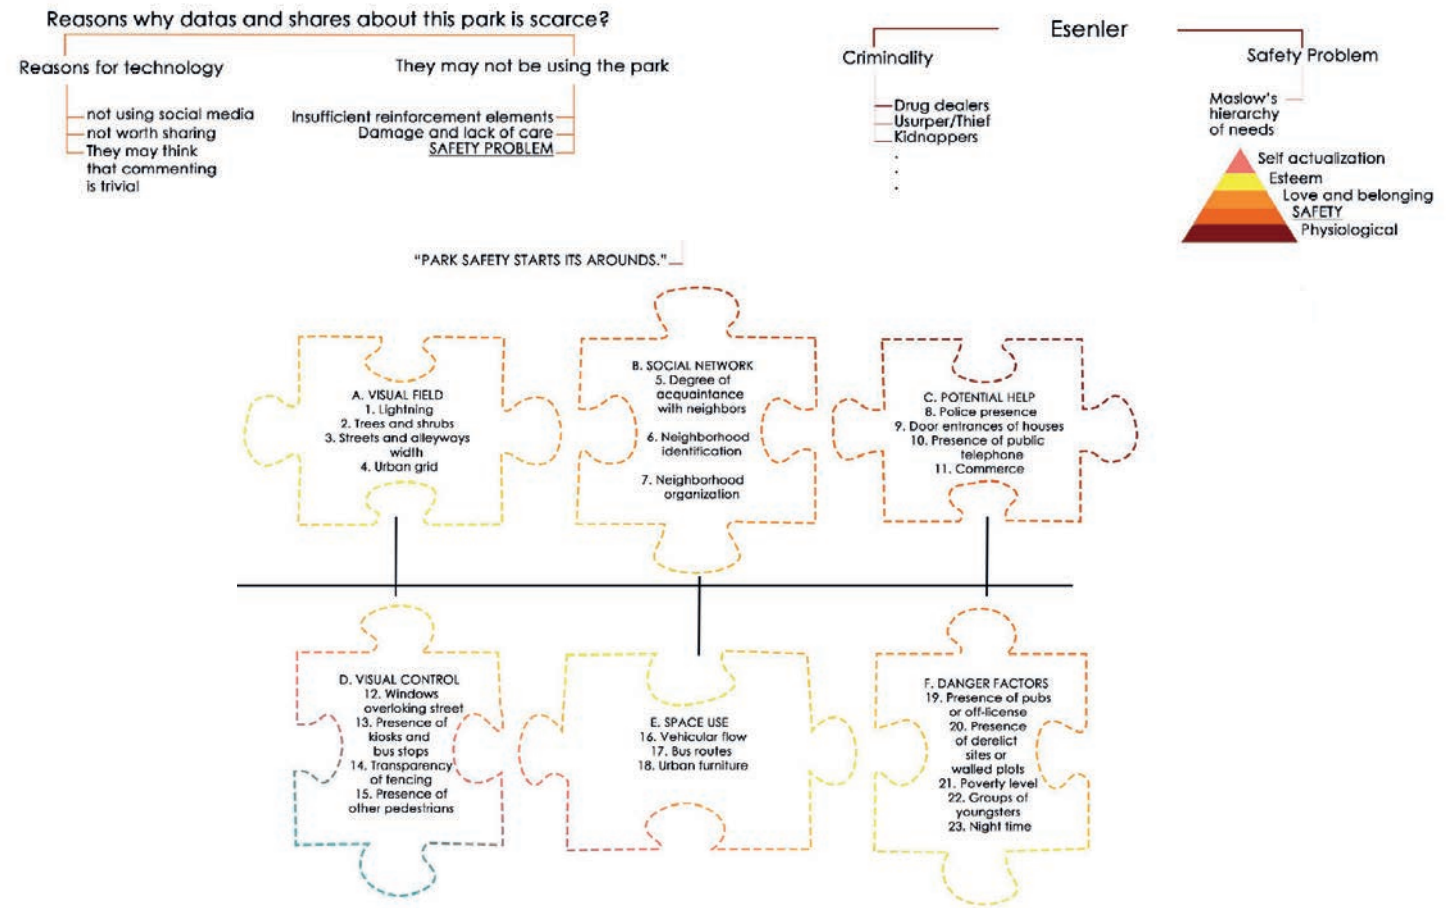 Reasons why datas and shares about this park is scarce?
Reasons for technology
not using social media
not worth sharing
They may think
that commenting
is trivial
They may not be using the park
Insufficient reinforcement elements
Damage and lack of care
SAFETY PROBLEM
Esenler
Criminality
Drug dealers
Usurper/Thief
Kidnappers
.
.
.
Safety Problem
Maslow's
hierarchy
of needs
Self actualization
Esteem
Love and belonging
SAFETY
Physiological
"PARK SAFETY STARTS ITS AROUNDS."
A. VISUAL FIELD
1. Lightning
2. Trees and shrubs
3. Streets and alleyways
width
4. Urban grid
B. SOCIAL NETWORK
5. Degree of
acquaintance
with neighbors
6. Neighborhood
identification
7. Neighborhood
organization
C. POTENTIAL HELP
8. Police presence
9. Door entrances of houses
10. Presence of public
telephone
11. Commerce
D. VISUAL CONTROL
12. Windows
overloking street
13. Presence of
kiosks and
bus stops
14. Transparency
of fencing
15. Presence of
other pedestrians
E. SPACE USE
16. Vehicular flow
17. Bus routes
18. Urban furniture
F. DANGER FACTORS
19. Presence of pubs
or off-license
20. Presence
of derelict
sites or
walled plots
21. Poverty level
22. Groups of
youngsters
23. Night time